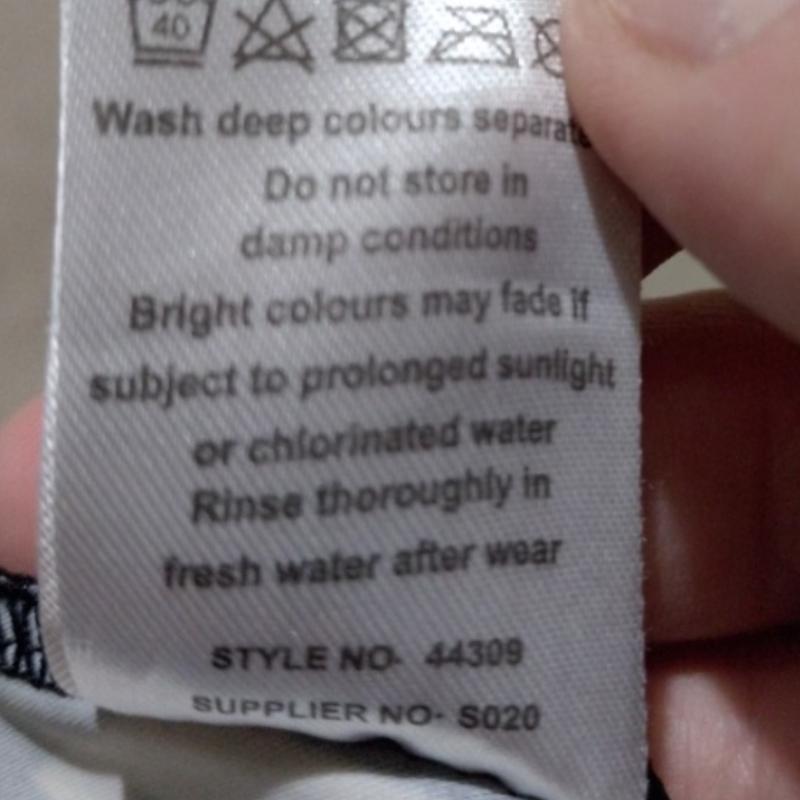 40
Wash deep colours separate
Do not store in
damp conditions
Bright colours may fade if
subject to prolonged sunlight
or chlorinated water
Rinse thoroughly in
fresh water after wear
STYLE NO- 44309
SUPPLIER NO- S020